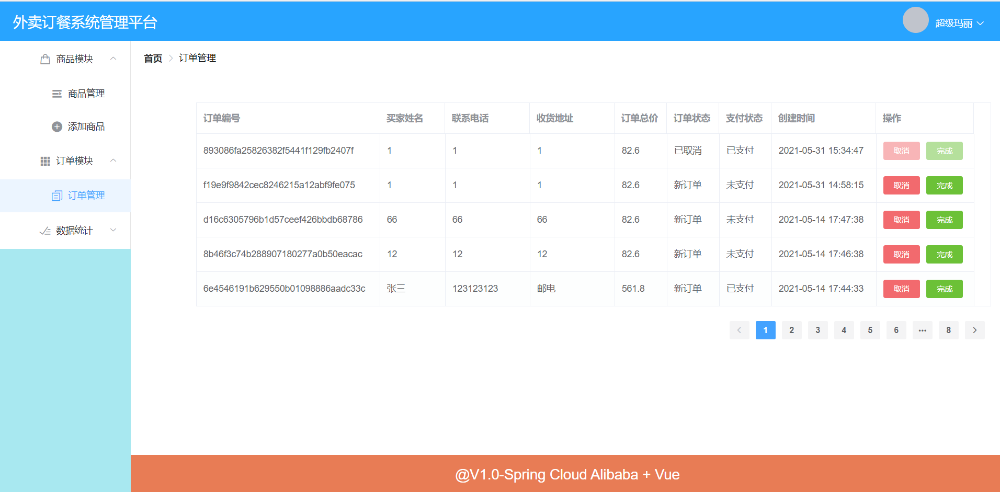 外卖订餐系统管理平台
超级玛丽
商品模块
商品管理
添加商品
订单模块
订单管理
数据统计
首页 > 订单管理
订单编号 买家姓名 联系电话 收货地址 订单总价 订单状态 支付状态 创建时间 操作
893086fa25826382f5441f129fb2407f 1 1 1 82.6 已取消 已支付 2021-05-31 15:34:47 取消 完成
f19e9f9842cec8246215a12abf9fe075 1 1 1 82.6 新订单 未支付 2021-05-31 14:58:15 取消 完成
d16c6305796b1d57ceef426bbdb68786 66 66 66 82.6 新订单 未支付 2021-05-14 17:47:38 取消 完成
8b46f3c74b288907180277a0b50eacac 12 12 12 82.6 新订单 未支付 2021-05-14 17:46:38 取消 完成
6e4546191b629550b01098886aadc33c 张三 123123123 邮电 561.8 新订单 已支付 2021-05-14 17:44:33 取消 完成
< 1 2 3 4 5 6 ••• 8 >
@V1.0-Spring Cloud Alibaba + Vue